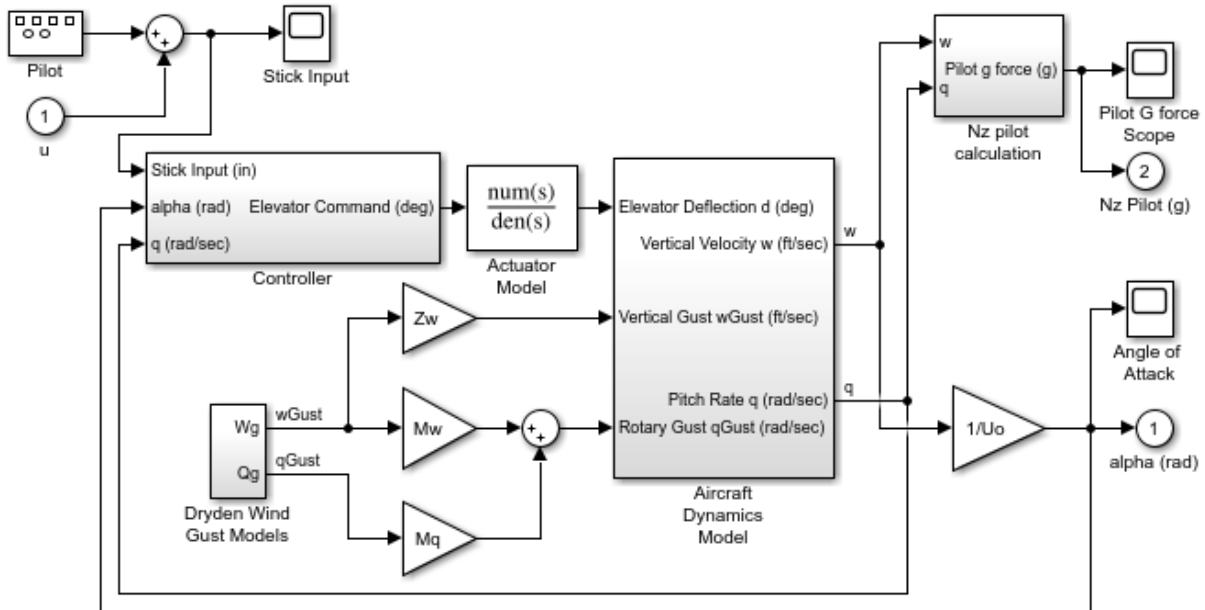 Pilot
1
u
+
+
Stick Input
Stick Input (in)
alpha (rad)
q (rad/sec)
Elevator Command (deg)
Controller
num(s)
den(s)
Actuator
Model
Elevator Deflection d (deg)
Vertical Velocity w (ft/sec)
Vertical Gust wGust (ft/sec)
Pitch Rate q (rad/sec)
Rotary Gust qGust (rad/sec)
Aircraft
Dynamics
Model
w
q
w
q
Pilot g force (g)
Nz pilot
calculation
Pilot G force
Scope
2
Nz Pilot (g)
Angle of
Attack
1/Uo
1
alpha (rad)
Zw
Mw
Mq
+
+
Wg
Qg
wGust
qGust
Dryden Wind
Gust Models